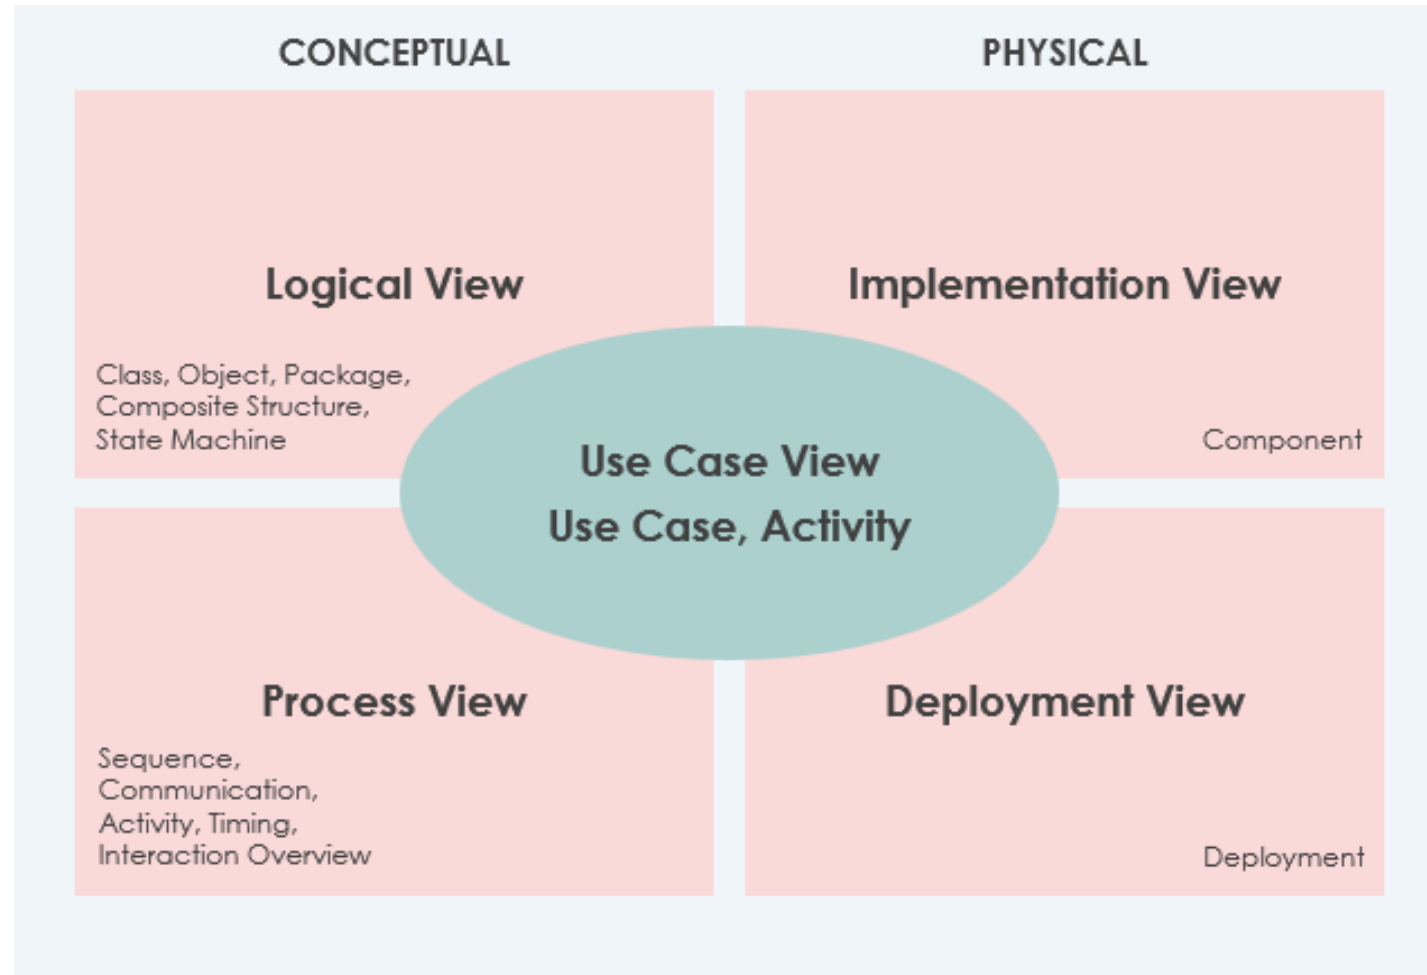 CONCEPTUAL
PHYSICAL
Logical View
Class, Object, Package,
Composite Structure,
State Machine
Implementation View
Component
Use Case View
Use Case, Activity
Process View
Sequence,
Communication,
Activity, Timing,
Interaction Overview
Deployment View
Deployment